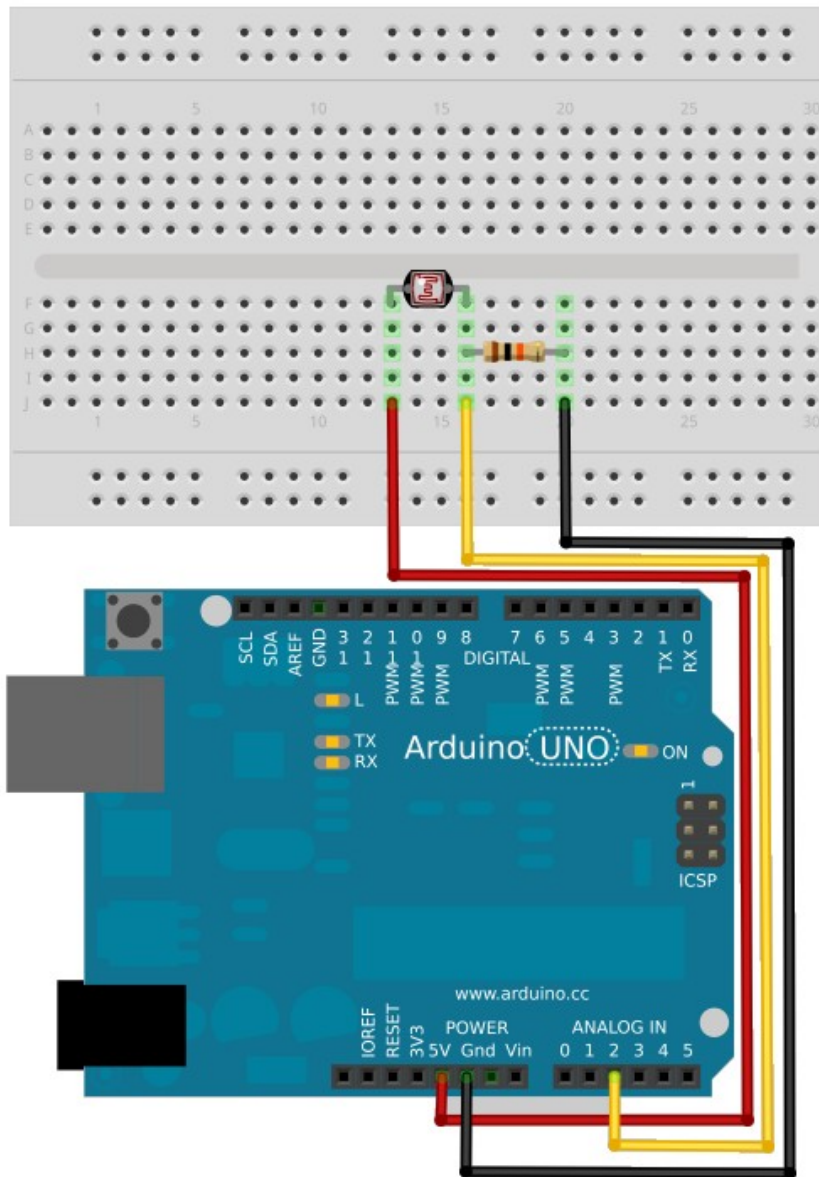 1 5 10 15 20 25 30
A
B
C
D
E
F
G
H
I
J
1 5 10 15 20 25 30
SCL SDA AREF GND 13 12 11 10 9 8 7 6 5 4 3 2 1 0
PWM PWM PWM DIGITAL PWM PWM PWM TX RX
L
TX
RX
Arduino UNO ON
1
ICSP
www.arduino.cc
POWER ANALOG IN
IOREF RESET 3V3 5V Gnd Vin 0 1 2 3 4 5